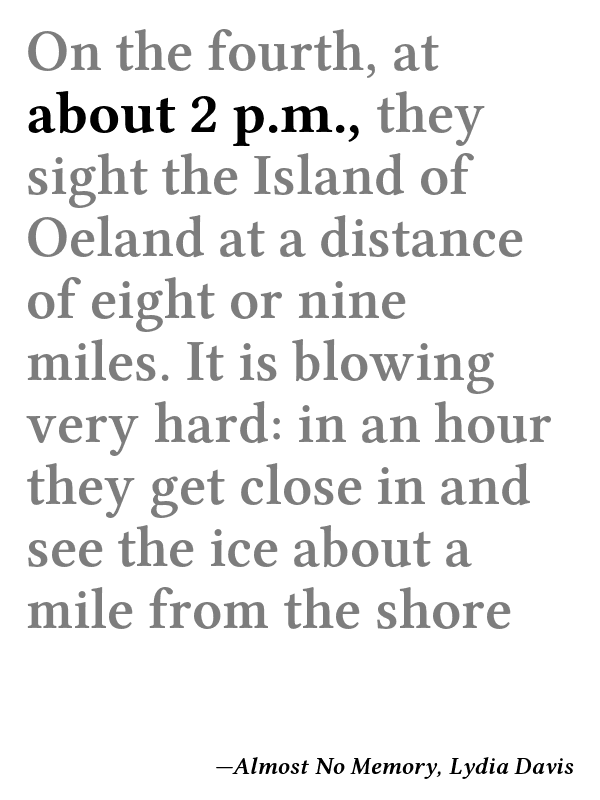 On the fourth, at
about 2 p.m., they
sight the Island of
Oeland at a distance
of eight or nine
miles. It is blowing
very hard: in an hour
they get close in and
see the ice about a
mile from the shore
—Almost No Memory, Lydia Davis